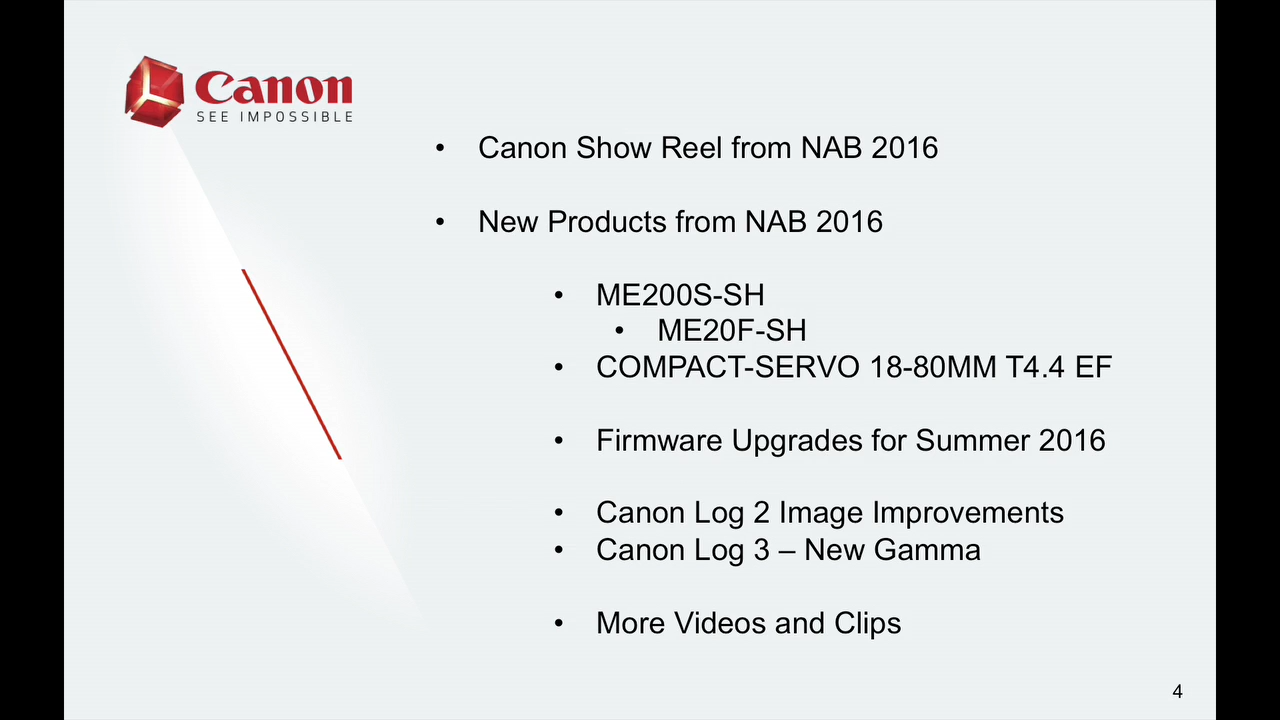 Canon
SEE IMPOSSIBLE
• Canon Show Reel from NAB 2016
• New Products from NAB 2016
• ME200S-SH
• ME20F-SH
• COMPACT-SERVO 18-80MM T4.4 EF
• Firmware Upgrades for Summer 2016
• Canon Log 2 Image Improvements
• Canon Log 3 – New Gamma
• More Videos and Clips
4